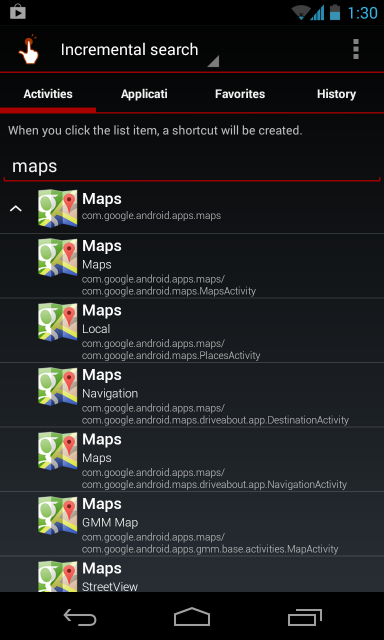 1:30
Incremental search
Activities
Applicati
Favorites
History
When you click the list item, a shortcut will be created.
maps
Maps
com.google.android.apps.maps
Maps
Maps
com.google.android.apps.maps/
com.google.android.maps.MapsActivity
Maps
Local
com.google.android.apps.maps/
com.google.android.maps.PlacesActivity
Maps
Navigation
com.google.android.apps.maps/
com.google.android.maps.driveabout.app.DestinationActivity
Maps
Maps
com.google.android.apps.maps/
com.google.android.maps.driveabout.app.NavigationActivity
Maps
GMM Map
com.google.android.apps.maps/
com.google.android.apps.gmm.base.activities.MapActivity
Maps
StreetView